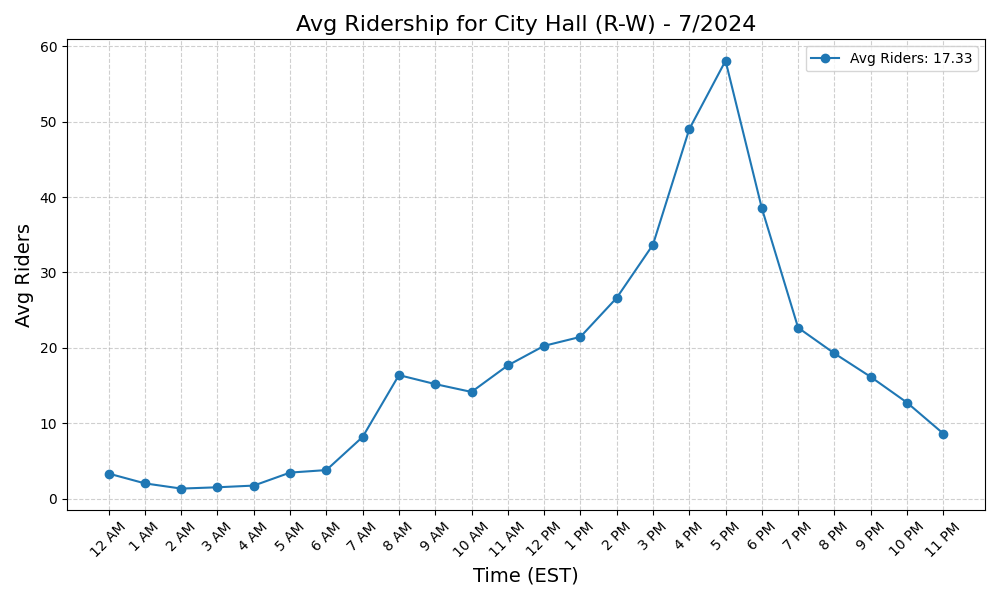 Avg Ridership for City Hall (R-W) - 7/2024
Avg Riders: 17.33
60
50
40
30
20
10
0
Avg Riders
12 AM
1 AM
2 AM
3 AM
4 AM
5 AM
6 AM
7 AM
8 AM
9 AM
10 AM
11 AM
12 PM
1 PM
2 PM
3 PM
4 PM
5 PM
6 PM
7 PM
8 PM
9 PM
10 PM
11 PM
Time (EST)